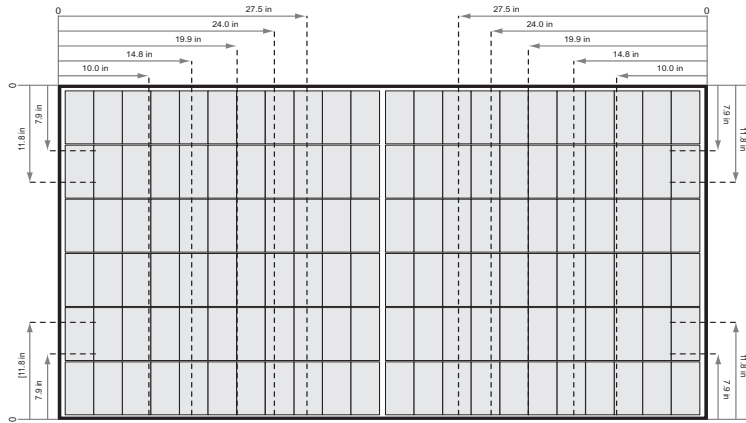 0
27.5 in
27.5 in
0
24.0 in
24.0 in
19.9 in
19.9 in
14.8 in
14.8 in
10.0 in
10.0 in
0
7.9 in
11.8 in
7.9 in
11.8 in
[11.8 in
7.9 in
0
11.8 in
7.9 in